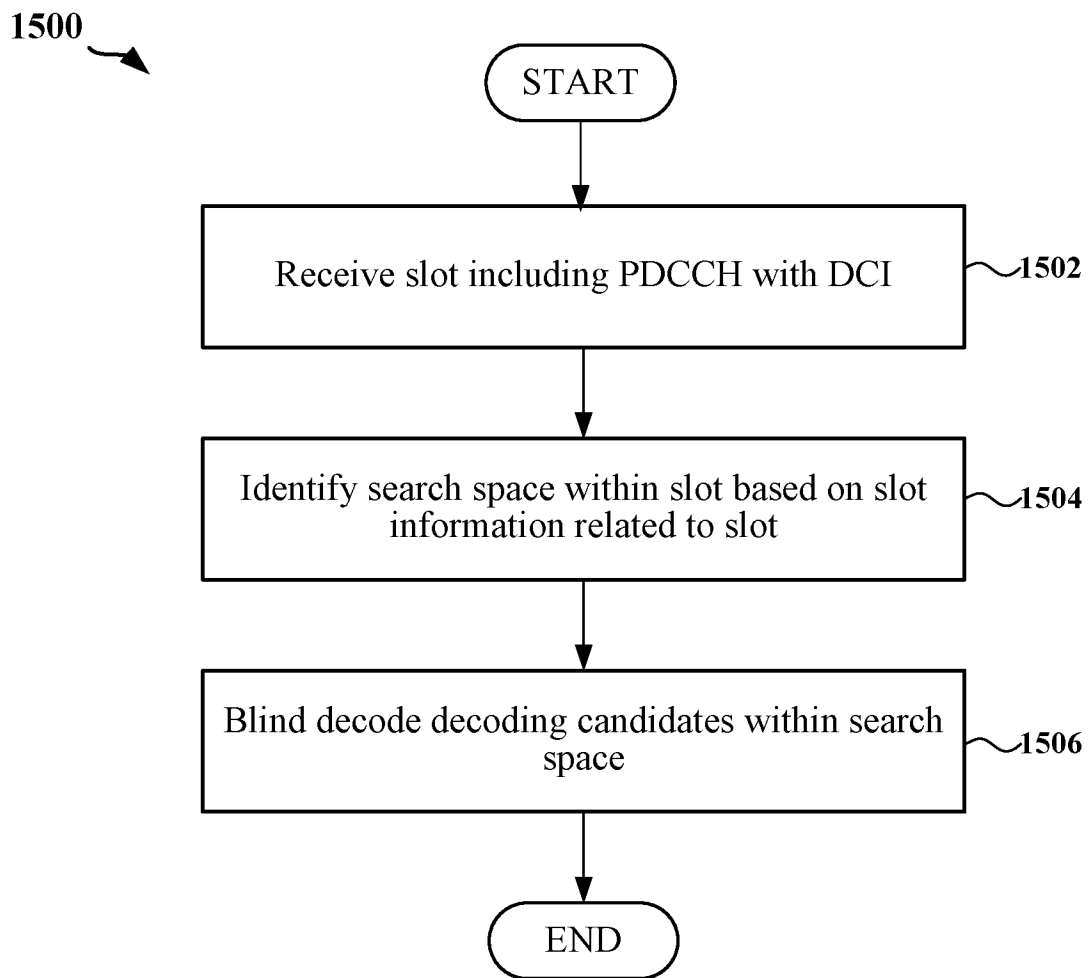 1500
START
Receive slot including PDCCH with DCI
1502
Identify search space within slot based on slot
information related to slot
1504
Blind decode decoding candidates within search
space
1506
END